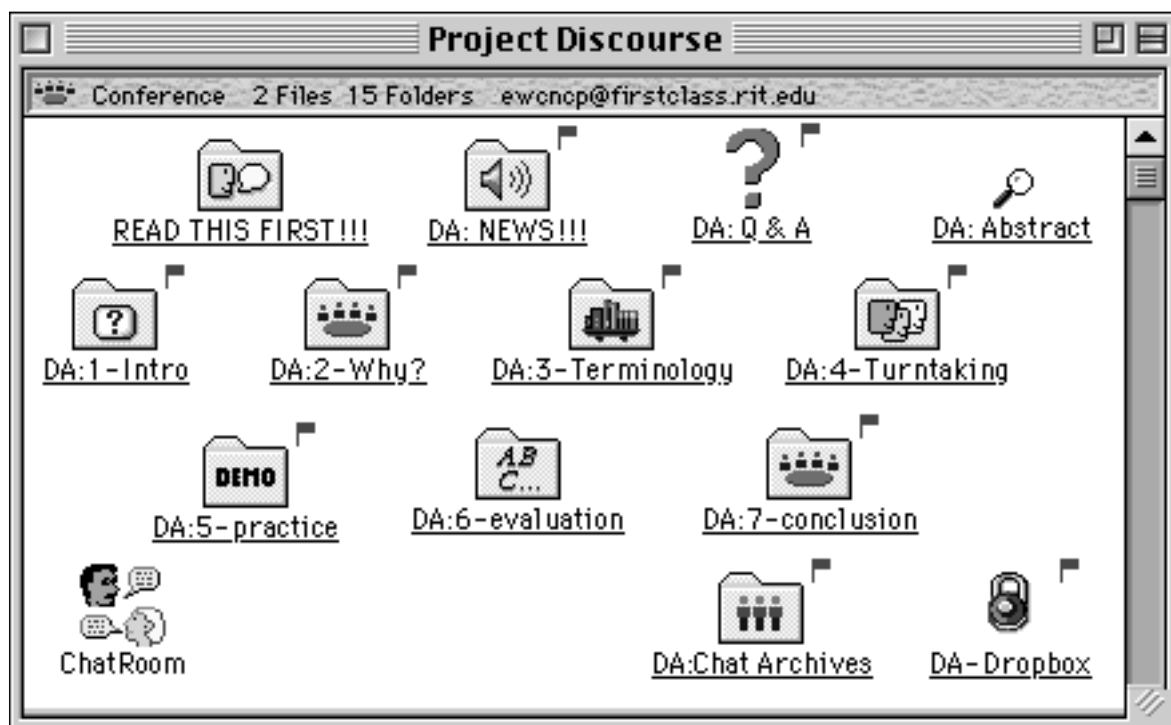 Project Discourse
Conference 2 Files 15 Folders ewcncp@firstclass.rit.edu
READ THIS FIRST!!! DA: NEWS!!! DA: Q & A DA: Abstract
?
DA:1-Intro DA:2-Why? DA:3-Terminology DA:4-Turntaking
DEMO AB
C...
DA:5-practice DA:6-evaluation DA:7-conclusion
ChatRoom DA:Chat Archives DA-Dropbox